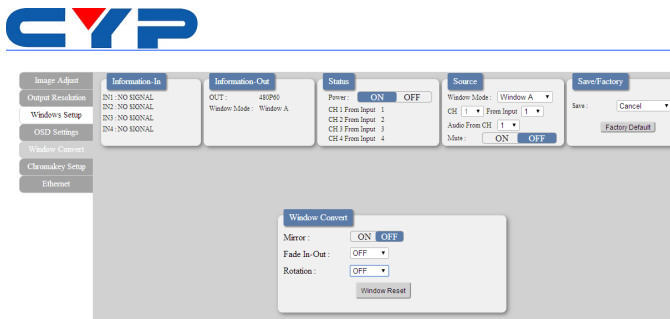 CYP
Image Adjust
Output Resolution
Windows Setup
OSD Settings
Window Convert
Chromakey Setup
Ethernet
Information-In
IN1 : NO SIGNAL
IN2 : NO SIGNAL
IN3 : NO SIGNAL
IN4 : NO SIGNAL
Information-Out
OUT : 480P60
Window Mode : Window A
Status
Power : ON OFF
CH 1 From Input 1
CH 2 From Input 2
CH 3 From Input 3
CH 4 From Input 4
Source
Window Mode : Window A
CH 1 From Input 1
Audio From CH 1
Mute : ON OFF
Save/Factory
Save : Cancel
Factory Default
Window Convert
Mirror : ON OFF
Fade In-Out : OFF
Rotation : OFF
Window Reset